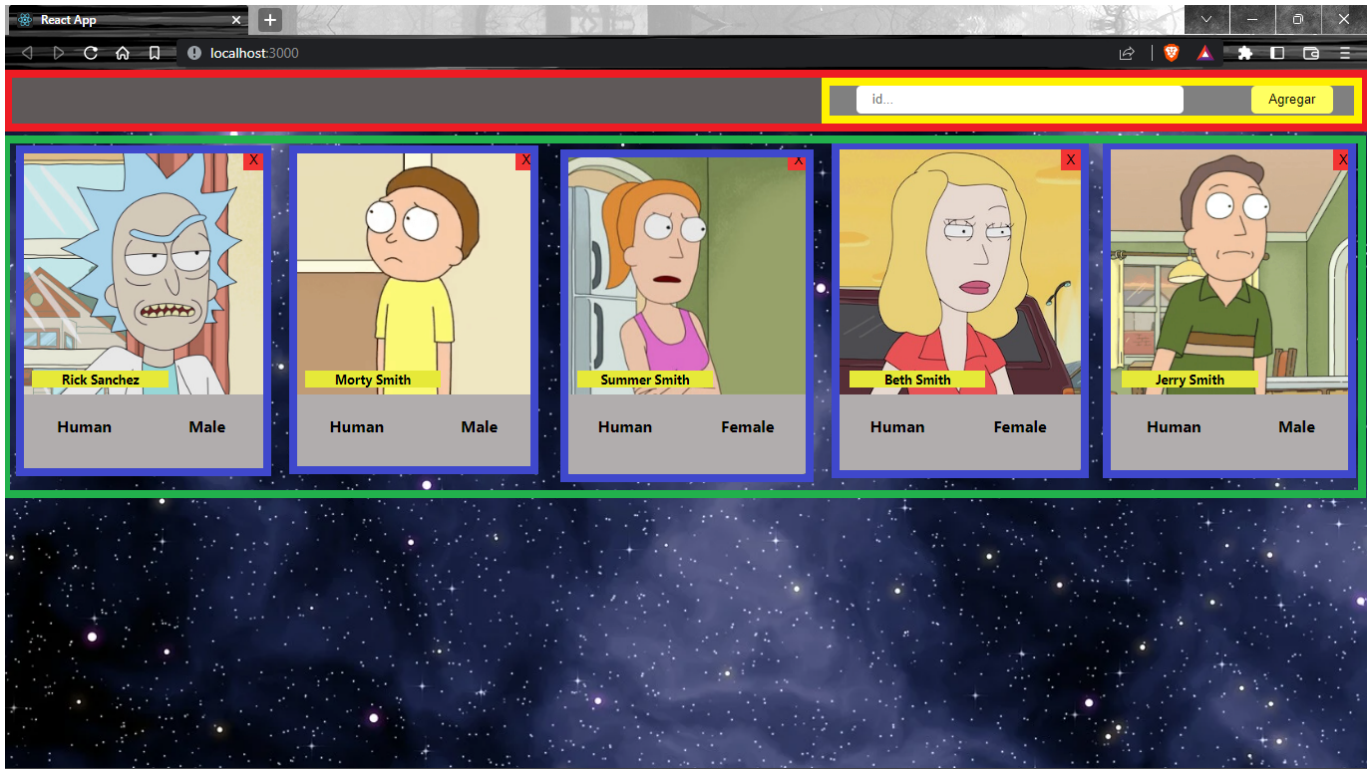 React App
localhost:3000
id...
Agregar
X X X X X
Rick Sanchez Morty Smith Summer Smith Beth Smith Jerry Smith
Human Male Human Male Human Female Human Female Human Male